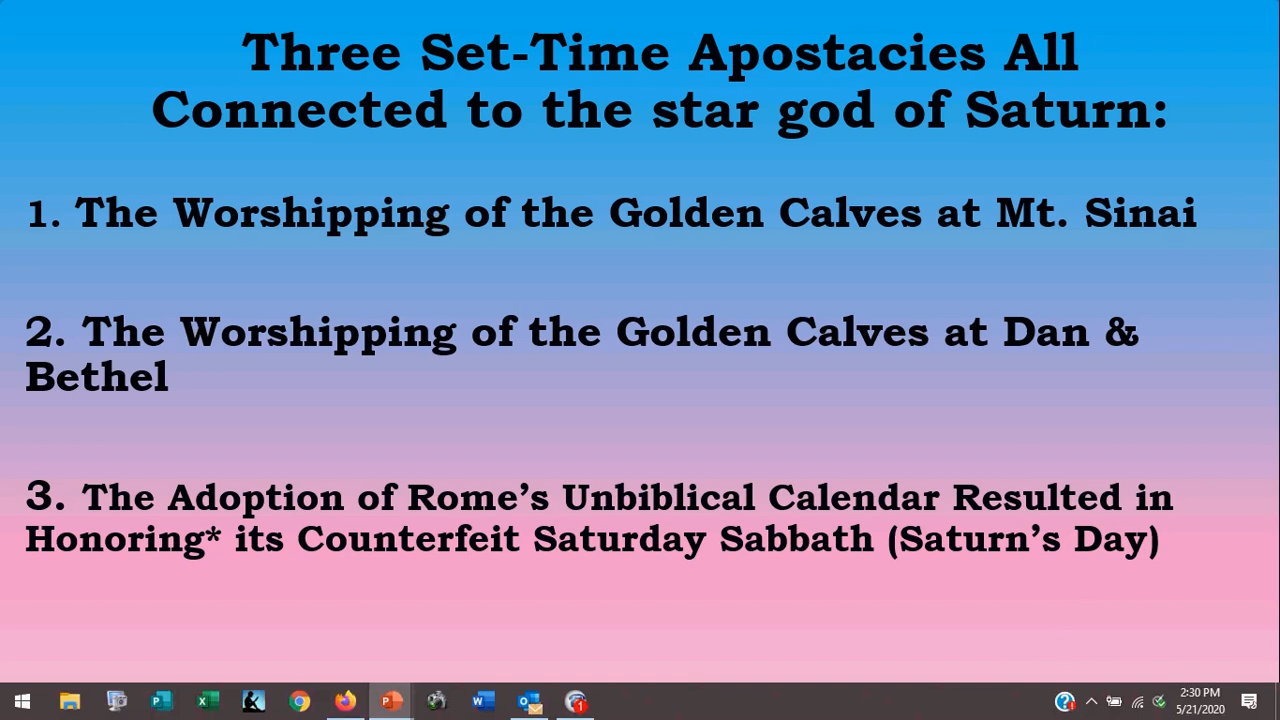 Three Set-Time Apostacies All
Connected to the star god of Saturn:
1. The Worshipping of the Golden Calves at Mt. Sinai
2. The Worshipping of the Golden Calves at Dan &
Bethel
3. The Adoption of Rome’s Unbiblical Calendar Resulted in
Honoring* its Counterfeit Saturday Sabbath (Saturn’s Day)
2:30 PM
5/21/2020